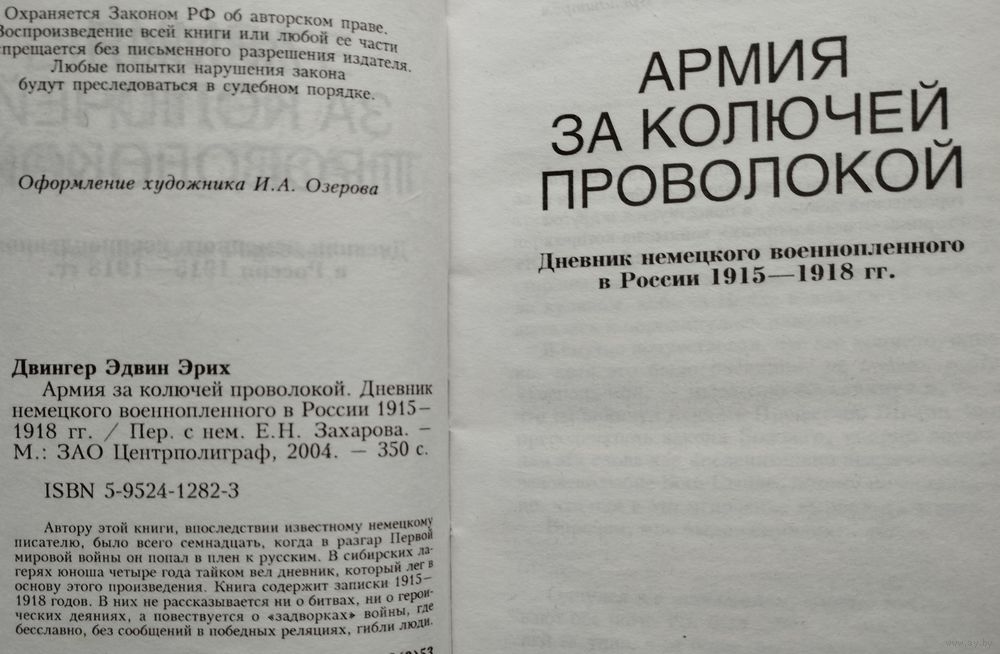 Охраняется Законом РФ об авторском праве.
Воспроизведение всей книги или любой ее части
прещается без письменного разрешения издателя.
Любые попытки нарушения закона
будут преследоваться в судебном порядке.
Оформление художника И.А. Озерова
Двингер Эдвин Эрих
Армия за колючей проволокой. Дневник
немецкого военнопленного в России 1915–
1918 гг. / Пер. с нем. Е.Н. Захарова. –
М.: ЗАО Центрполиграф, 2004. — 350 с.
ISBN 5-9524-1282-3
Автору этой книги, впоследствии известному немецкому
писателю, было всего семнадцать, когда в разгар Первой
мировой войны он попал в плен к русским. В сибирских ла-
герях юноша четыре года тайком вел дневник, который лег в
основу этого произведения. Книга содержит записки 1915–
1918 годов. В них не рассказывается ни о битвах, ни о герои-
ческих деяниях, а повествуется о «задворках» войны, где
бесславно, без сообщений в победных реляциях, гибли люди.
АРМИЯ
ЗА КОЛЮЧЕЙ
ПРОВОЛОКОЙ
Дневник немецкого военнопленного
в России 1915—1918 гг.
www.ay.by